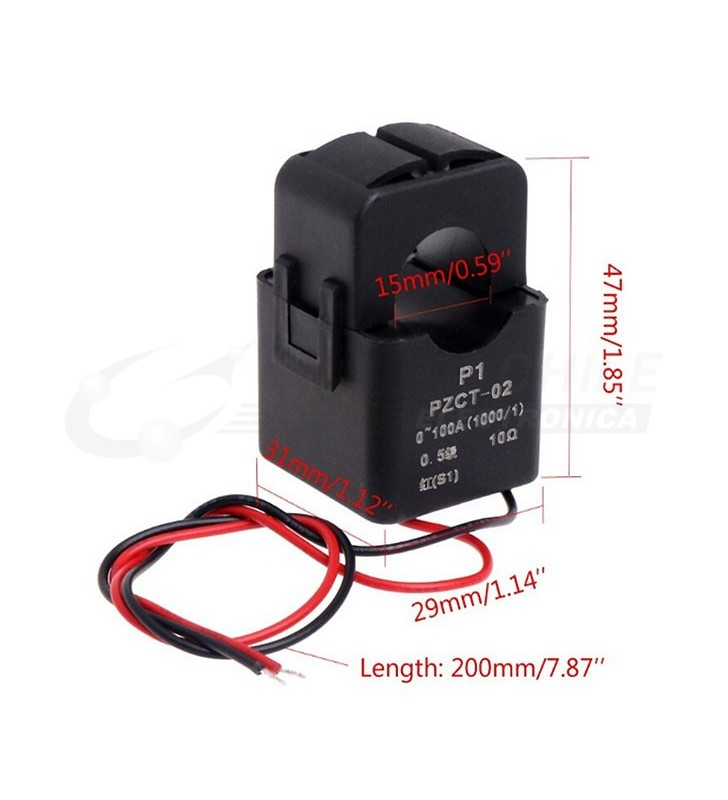 15mm/0.59''
47mm/1.85''
P1
PZCT-02
0~100A(1000/1)
10Ω
0.5级
红(S1)
31mm/1.12''
29mm/1.14''
Length: 200mm/7.87''